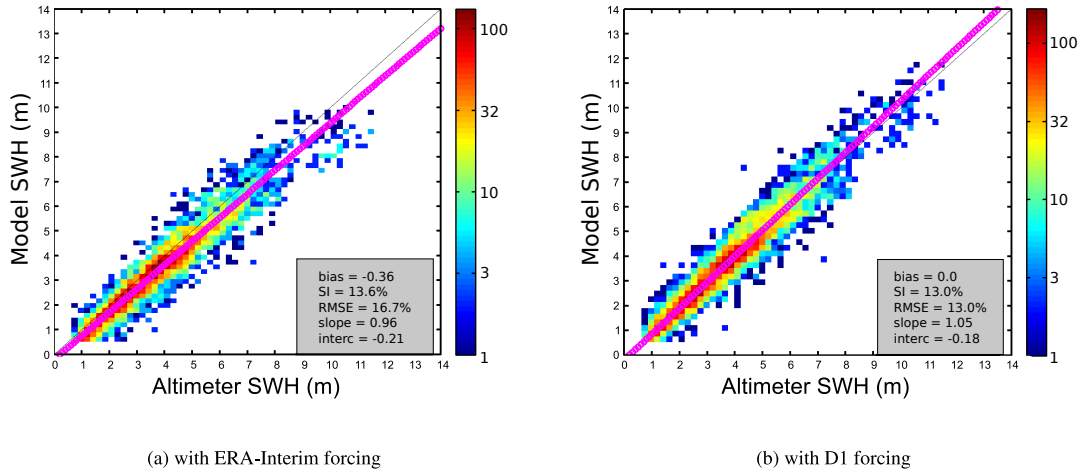 14
13
12
11
10
9
8
7
6
5
4
3
2
1
0
Model SWH (m)
0 1 2 3 4 5 6 7 8 9 10 11 12 13 14
Altimeter SWH (m)
bias = -0.36
SI = 13.6%
RMSE = 16.7%
slope = 0.96
interc = -0.21
100
32
10
3
1
(a) with ERA-Interim forcing
14
13
12
11
10
9
8
7
6
5
4
3
2
1
0
Model SWH (m)
0 1 2 3 4 5 6 7 8 9 10 11 12 13 14
Altimeter SWH (m)
bias = 0.0
SI = 13.0%
RMSE = 13.0%
slope = 1.05
interc = -0.18
100
32
10
3
1
(b) with D1 forcing